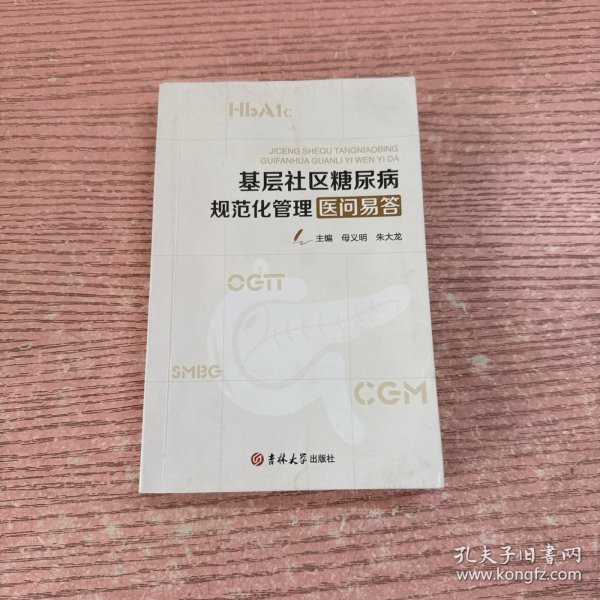 HbA1c
JICENG SHEQU TANGNIAOBING
GUIFANHUA GUANLI YI WEN YI DA
基层社区糖尿病
规范化管理 医问易答
主编 母义明 朱大龙
OGTT
SMBG
CGM
吉林大学出版社
孔夫子旧书网
www.kongfz.com